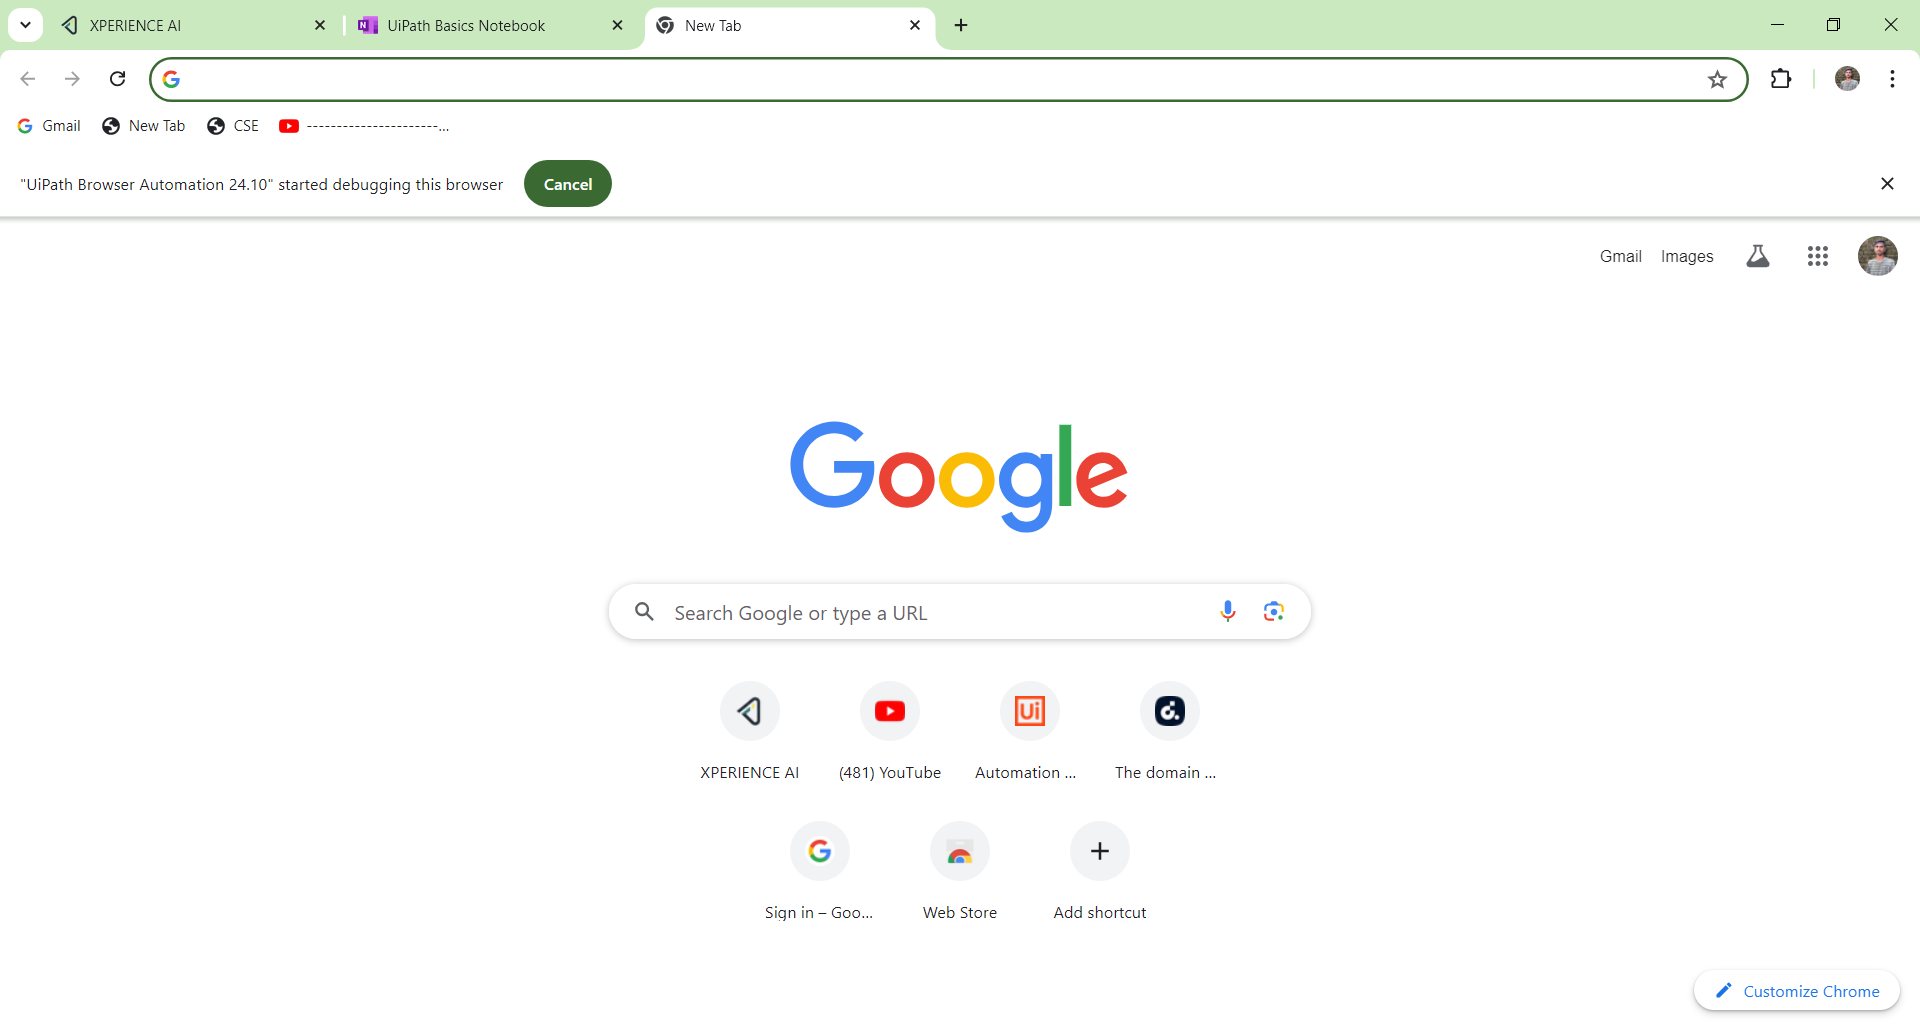 XPERIENCE AI
UiPath Basics Notebook
New Tab
Gmail
New Tab
CSE
----------------------...
"UiPath Browser Automation 24.10" started debugging this browser
Cancel
Gmail
Images
Google
Search Google or type a URL
XPERIENCE AI
(481) YouTube
Automation ...
The domain ...
Sign in – Goo...
Web Store
Add shortcut
Customize Chrome